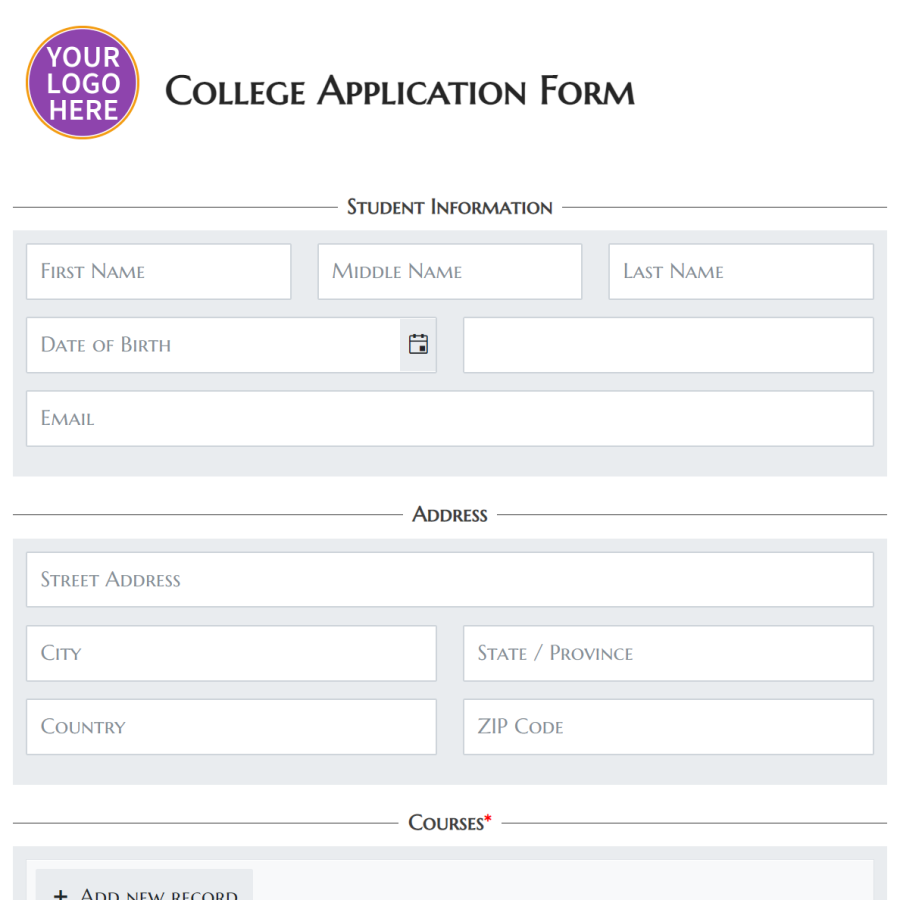 YOUR
LOGO
HERE
College Application Form
Student Information
First Name Middle Name Last Name
Date of Birth
Email
Address
Street Address
City State / Province
Country ZIP Code
Courses*
+ Add new record